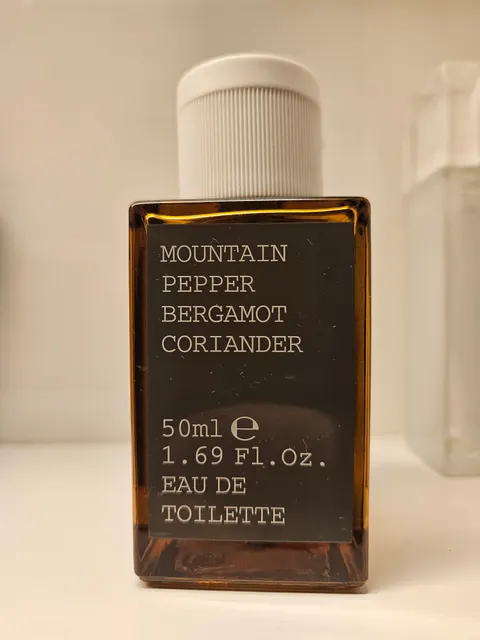 MOUNTAIN
PEPPER
BERGAMOT
CORIANDER
50ml ℮
1.69 Fl.Oz.
EAU DE
TOILETTE